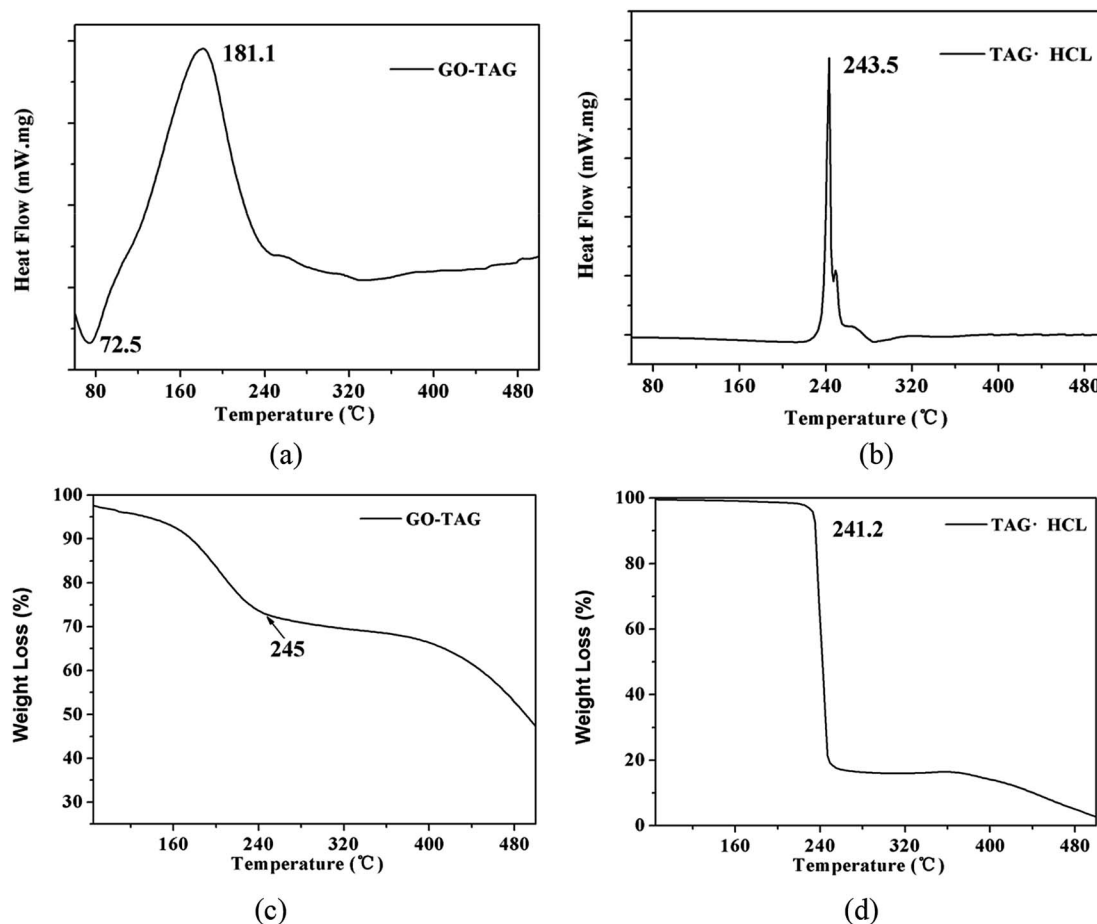 181.1
GO-TAG
Heat Flow (mW.mg)
72.5
80 160 240 320 400 480
Temperature (℃)
(a)
243.5
TAG· HCL
Heat Flow (mW.mg)
80 160 240 320 400 480
Temperature (℃)
(b)
100
90
80
70
60
50
40
30
GO-TAG
Weight Loss (%)
245
160 240 320 400 480
Temperature (℃)
(c)
100
80
60
40
20
0
TAG· HCL
241.2
Weight Loss (%)
160 240 320 400 480
Temperature (℃)
(d)